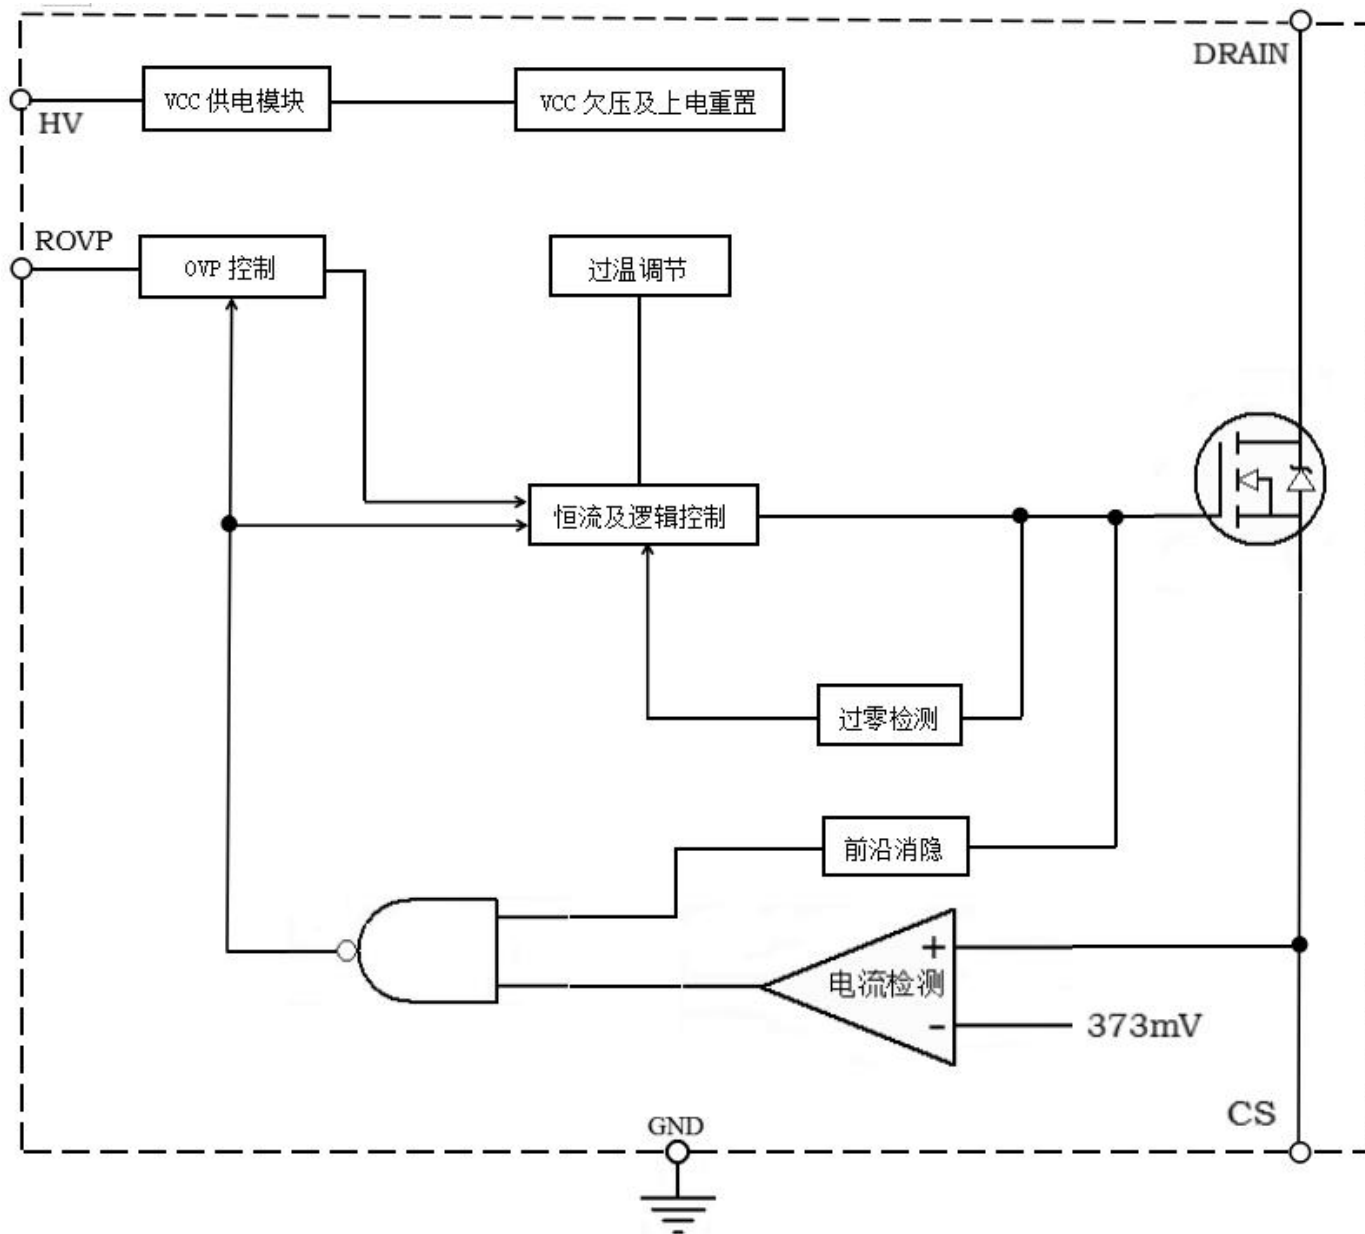 DRAIN
VCC 供电模块
VCC 欠压及上电重置
HV
ROVP
OVP 控制
过温调节
恒流及逻辑控制
过零检测
前沿消隐
+
电流检测
-
373mV
CS
GND